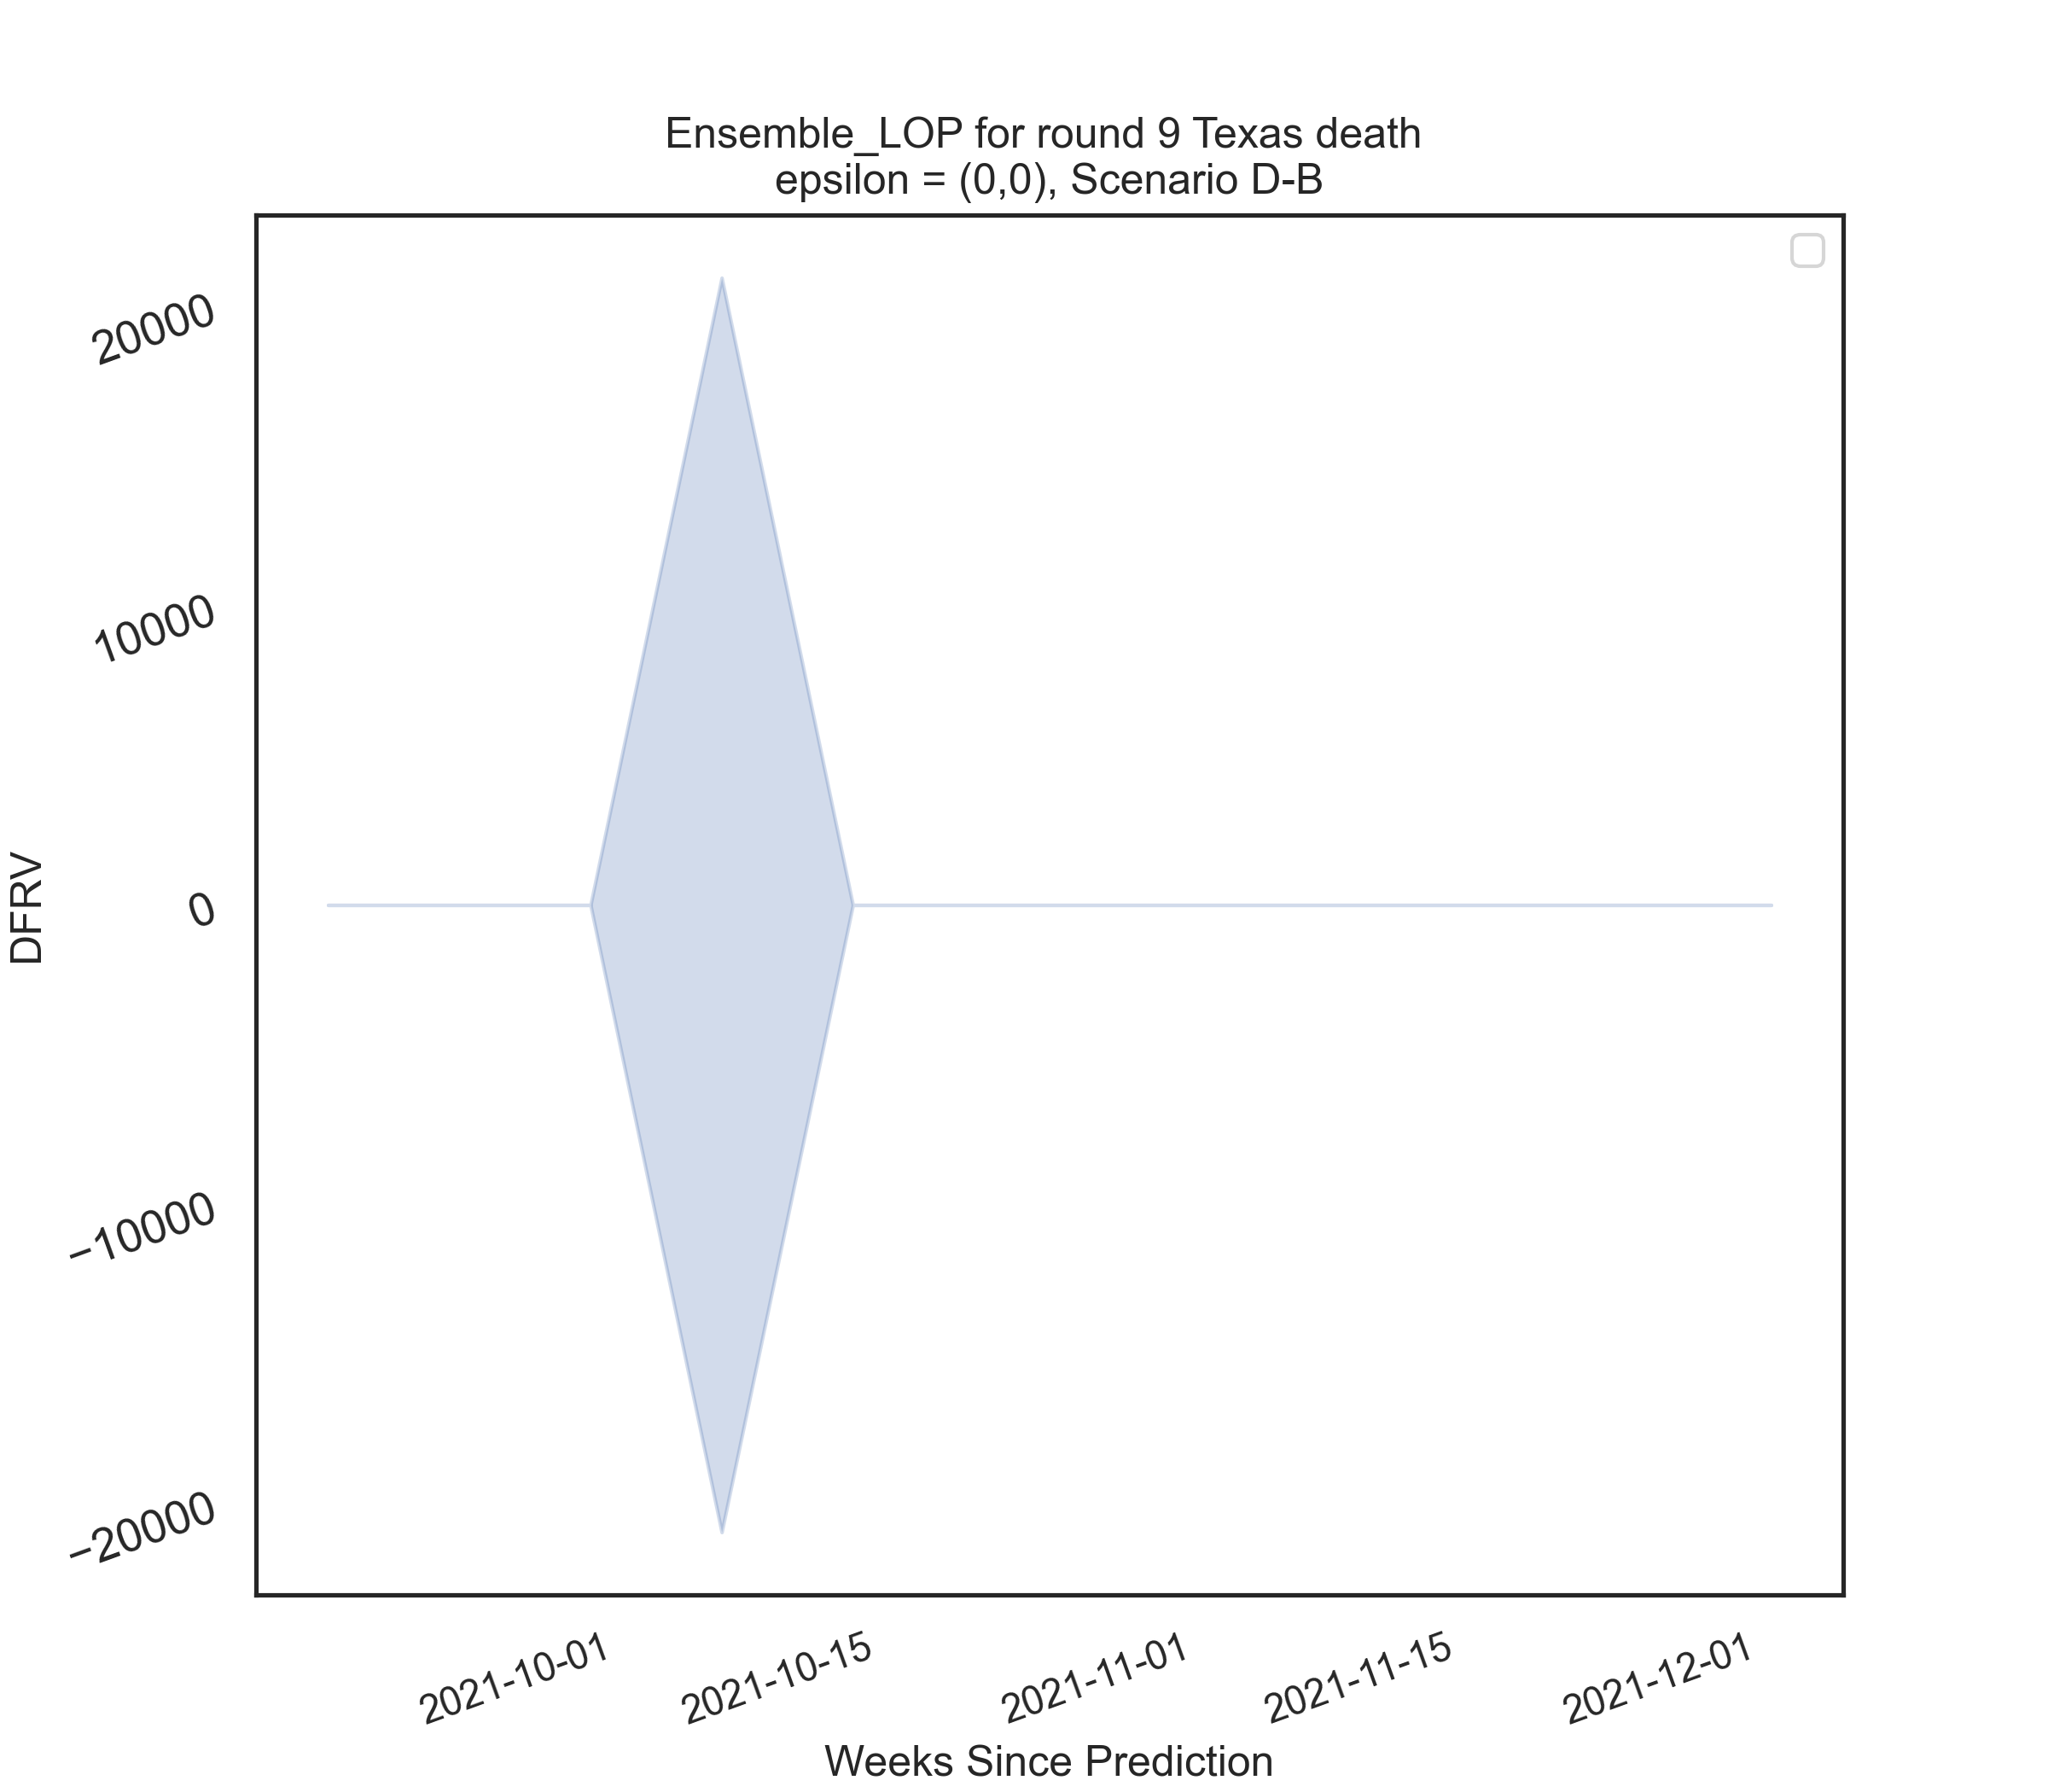 Ensemble_LOP for round 9 Texas death
epsilon = (0,0), Scenario D-B
20000
10000
0
−10000
−20000
DFRV
2021-10-01
2021-10-15
2021-11-01
2021-11-15
2021-12-01
Weeks Since Prediction